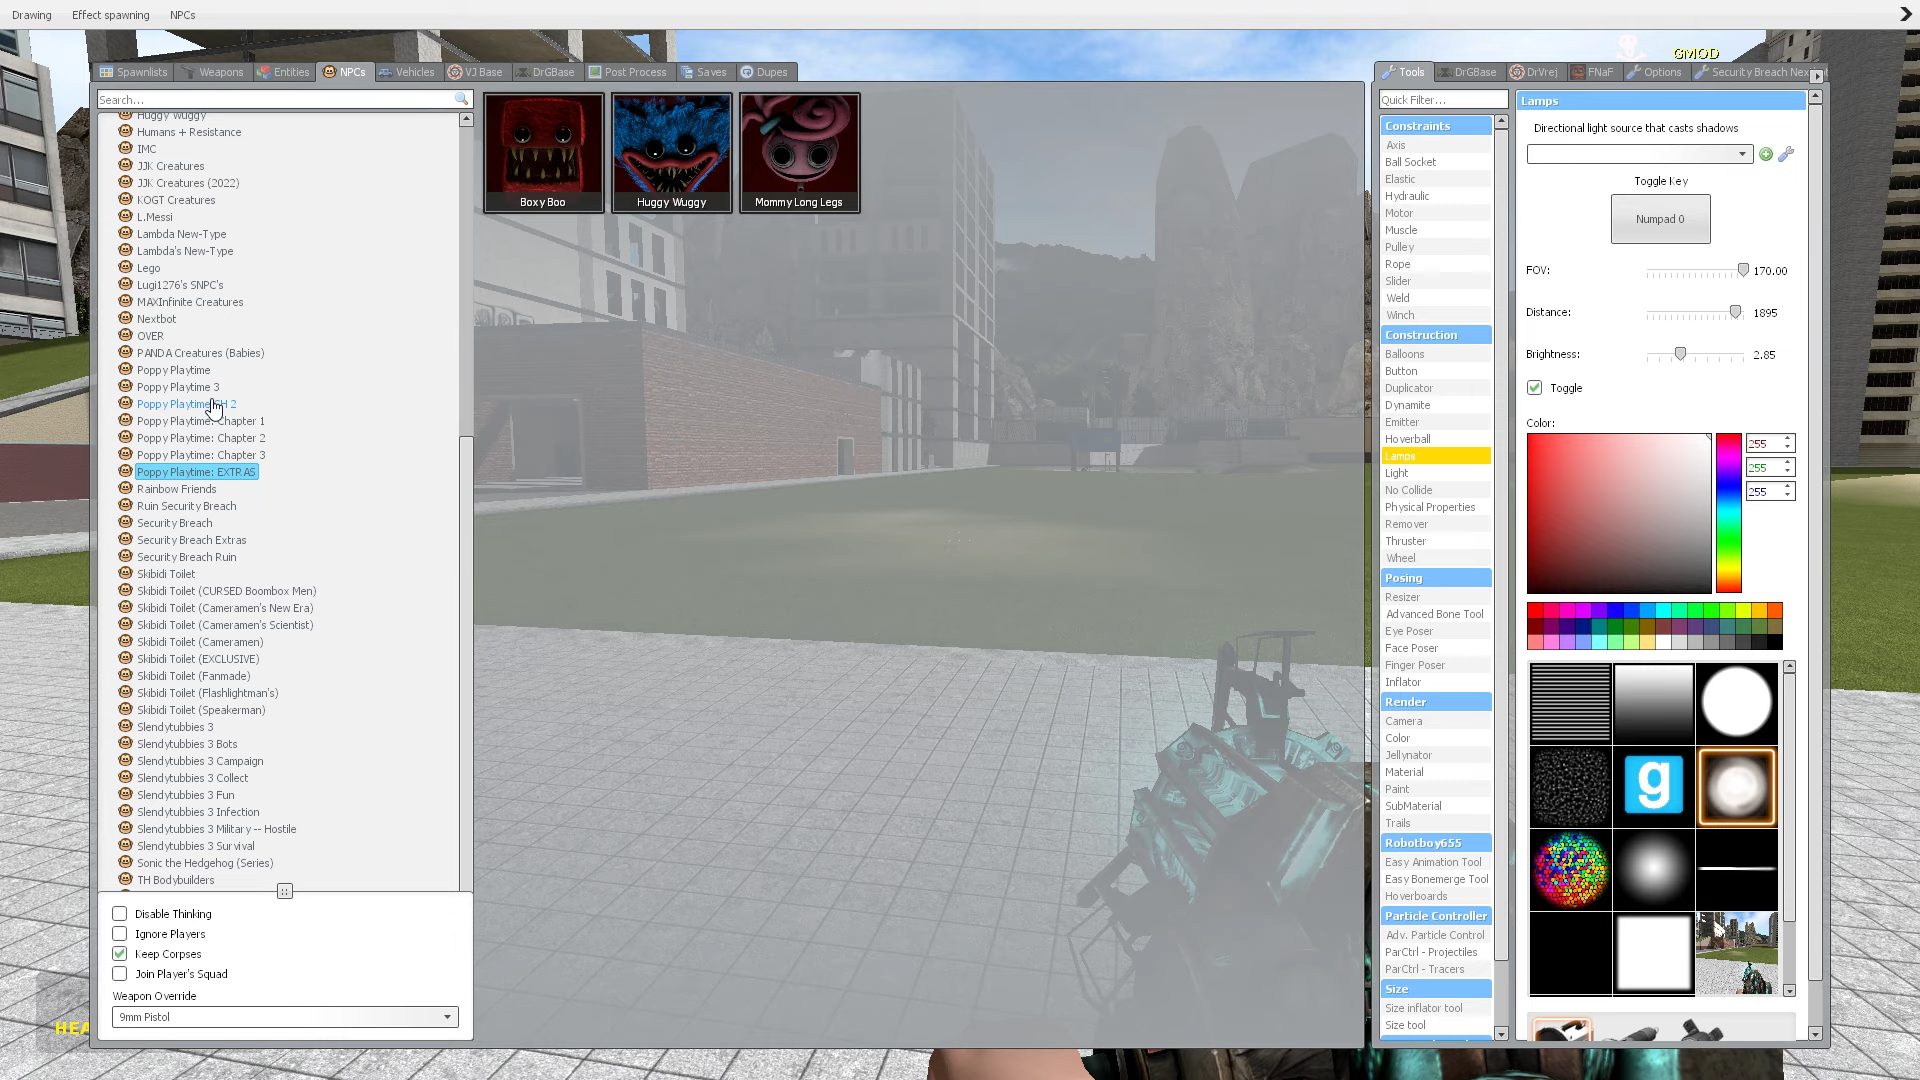 Drawing Effect spawning NPCs
GMOD
Spawnlists Weapons Entities NPCs Vehicles VJ Base DrGBase Post Process Saves Dupes
Tools DrGBase DrVrej FNaF Options Security Breach
Search...
Huggy Wuggy
Humans + Resistance
IMC
JJK Creatures
JJK Creatures (2022)
KOGT Creatures
L.Messi
Lambda New-Type
Lambda's New-Type
Lego
Lugi1276's SNPC's
MAXInfinite Creatures
Nextbot
OVER
PANDA Creatures (Babies)
Poppy Playtime
Poppy Playtime 3
Poppy Playtime CH 2
Poppy Playtime: Chapter 1
Poppy Playtime: Chapter 2
Poppy Playtime: Chapter 3
Poppy Playtime: EXTRAS
Rainbow Friends
Ruin Security Breach
Security Breach
Security Breach Extras
Security Breach Ruin
Skibidi Toilet
Skibidi Toilet (CURSED Boombox Men)
Skibidi Toilet (Cameramen's New Era)
Skibidi Toilet (Cameramen's Scientist)
Skibidi Toilet (Cameramen)
Skibidi Toilet (EXCLUSIVE)
Skibidi Toilet (Fanmade)
Skibidi Toilet (Flashlightman's)
Skibidi Toilet (Speakerman)
Slendytubbies 3
Slendytubbies 3 Bots
Slendytubbies 3 Campaign
Slendytubbies 3 Collect
Slendytubbies 3 Fun
Slendytubbies 3 Infection
Slendytubbies 3 Military -- Hostile
Slendytubbies 3 Survival
Sonic the Hedgehog (Series)
TH Bodybuilders
Disable Thinking
Ignore Players
Keep Corpses
Join Player's Squad
Weapon Override
9mm Pistol
HEA
Boxy Boo
Huggy Wuggy
Mommy Long Legs
Quick Filter...
Constraints
Axis
Ball Socket
Elastic
Hydraulic
Motor
Muscle
Pulley
Rope
Slider
Weld
Winch
Construction
Balloons
Button
Duplicator
Dynamite
Emitter
Hoverball
Lamps
Light
No Collide
Physical Properties
Remover
Thruster
Wheel
Posing
Resizer
Advanced Bone Tool
Eye Poser
Face Poser
Finger Poser
Inflator
Render
Camera
Color
Jellynator
Material
Paint
SubMaterial
Trails
Robotboy655
Easy Animation Tool
Easy Bonemerge Tool
Hoverboards
Particle Controller
Adv. Particle Control
ParCtrl - Projectiles
ParCtrl - Tracers
Size
Size inflator tool
Size tool
Lamps
Directional light source that casts shadows
Toggle Key
Numpad 0
FOV: 170.00
Distance: 1895
Brightness: 2.85
Toggle
Color:
255
255
255
g